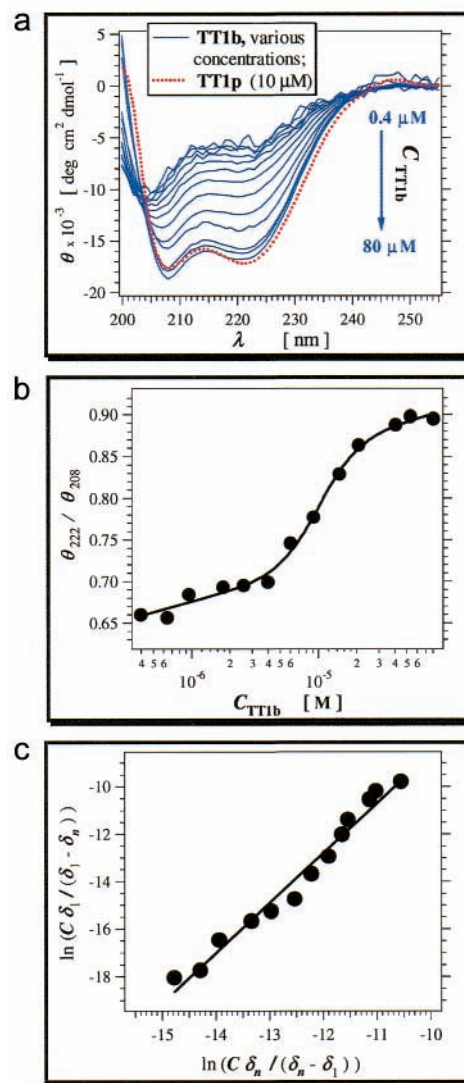 a
TT1b, various
concentrations;
TT1p (10 μM)
0.4 μM
C TT1b
80 μM
θ x 10⁻³ [ deg cm² dmol⁻¹ ]
5
0
-5
-10
-15
-20
200 210 220 230 240 250
λ [ nm ]
b
θ222 / θ208
0.90
0.85
0.80
0.75
0.70
0.65
4 5 6 10⁻⁶ 2 3 4 5 6 10⁻⁵ 2 3 4 5 6
C TT1b [ M ]
c
ln (C δ1 / (δ1 - δn ))
-10
-12
-14
-16
-18
-15 -14 -13 -12 -11 -10
ln (C δn / (δn - δ1 ))